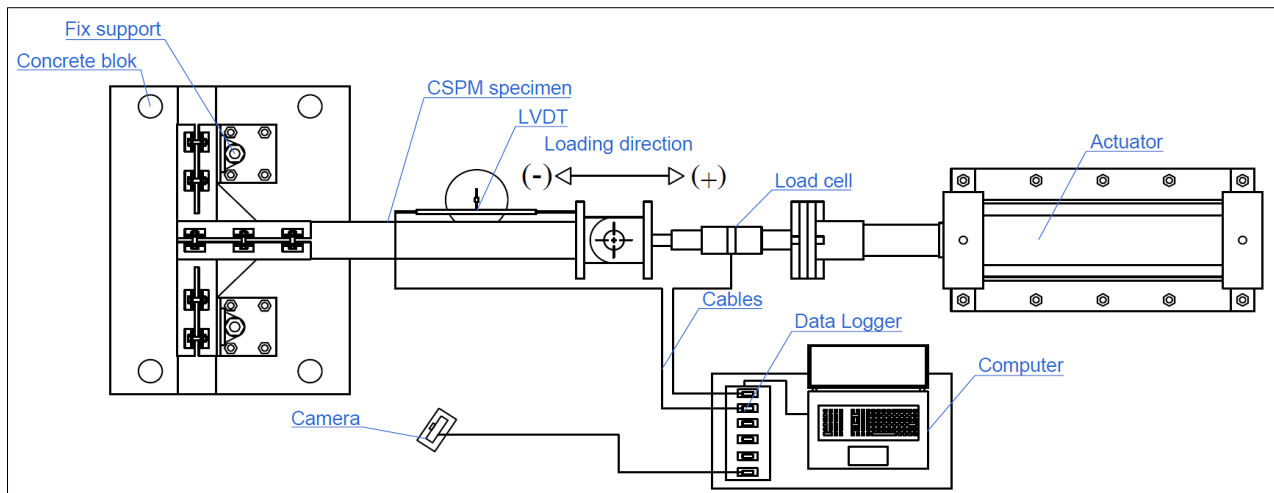 Fix support
Concrete blok
CSPM specimen
LVDT
Loading direction
(-)
(+)
Load cell
Actuator
Cables
Data Logger
Computer
Camera